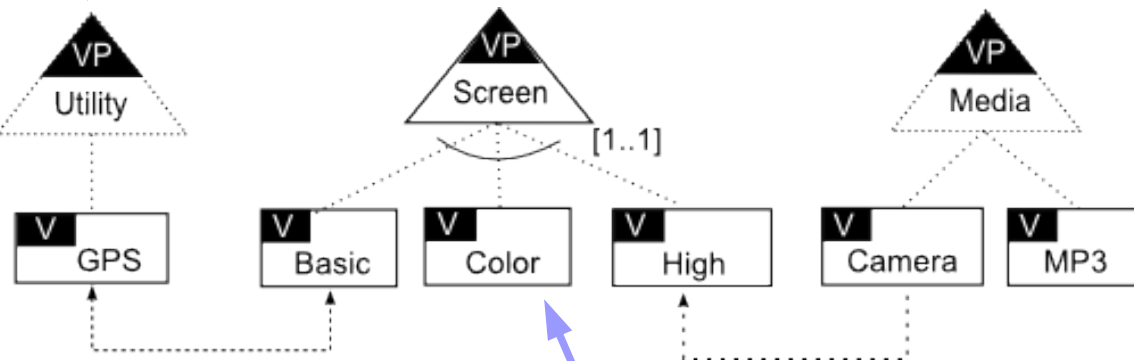 VP
Utility
VP
Screen
[1..1]
VP
Media
V
GPS
V
Basic
V
Color
V
High
V
Camera
V
MP3